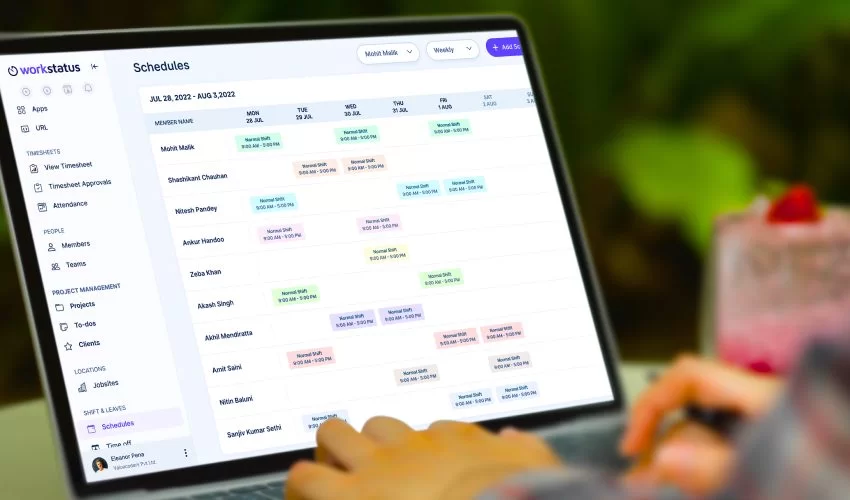 workstatus
Schedules
Mohit Malik
Weekly
+ Add Sc
Apps
URL
TIMESHEETS
View Timesheet
Timesheet Approvals
Attendance
PEOPLE
Members
Teams
PROJECT MANAGEMENT
Projects
To-dos
Clients
LOCATIONS
Jobsites
SHIFT & LEAVES
Schedules
Time off
Eleanor Pena
Valuecoders Pvt Ltd.
JUL 28, 2022 - AUG 3,2022
MEMBER NAME
MON
28 JUL
TUE
29 JUL
WED
30 JUL
THU
31 JUL
FRI
1 AUG
SAT
2 AUG
Mohit Malik
Normal Shift
9:00 AM - 5:00 PM
Normal Shift
9:00 AM - 5:00 PM
Normal Shift
9:00 AM - 5:00 PM
Shashikant Chauhan
Normal Shift
9:00 AM - 5:00 PM
Normal Shift
9:00 AM - 5:00 PM
Nitesh Pandey
Normal Shift
9:00 AM - 5:00 PM
Normal Shift
9:00 AM - 5:00 PM
Normal Shift
9:00 AM - 5:00 PM
Ankur Handoo
Normal Shift
9:00 AM - 5:00 PM
Normal Shift
9:00 AM - 5:00 PM
Zeba Khan
Normal Shift
9:00 AM - 5:00 PM
Akash Singh
Normal Shift
9:00 AM - 5:00 PM
Normal Shift
9:00 AM - 5:00 PM
Akhil Mendiratta
Normal Shift
9:00 AM - 5:00 PM
Normal Shift
9:00 AM - 5:00 PM
Amit Saini
Normal Shift
9:00 AM - 5:00 PM
Normal Shift
9:00 AM - 5:00 PM
Normal Shift
9:00 AM - 5:00 PM
Nitin Baluni
Normal Shift
9:00 AM - 5:00 PM
Normal Shift
9:00 AM - 5:00 PM
Sanjiv Kumar Sethi
Normal Shift
9:00 AM
Normal Shift
9:00 AM - 5:00 PM
Normal Shift
9:00 AM - 5:00 PM